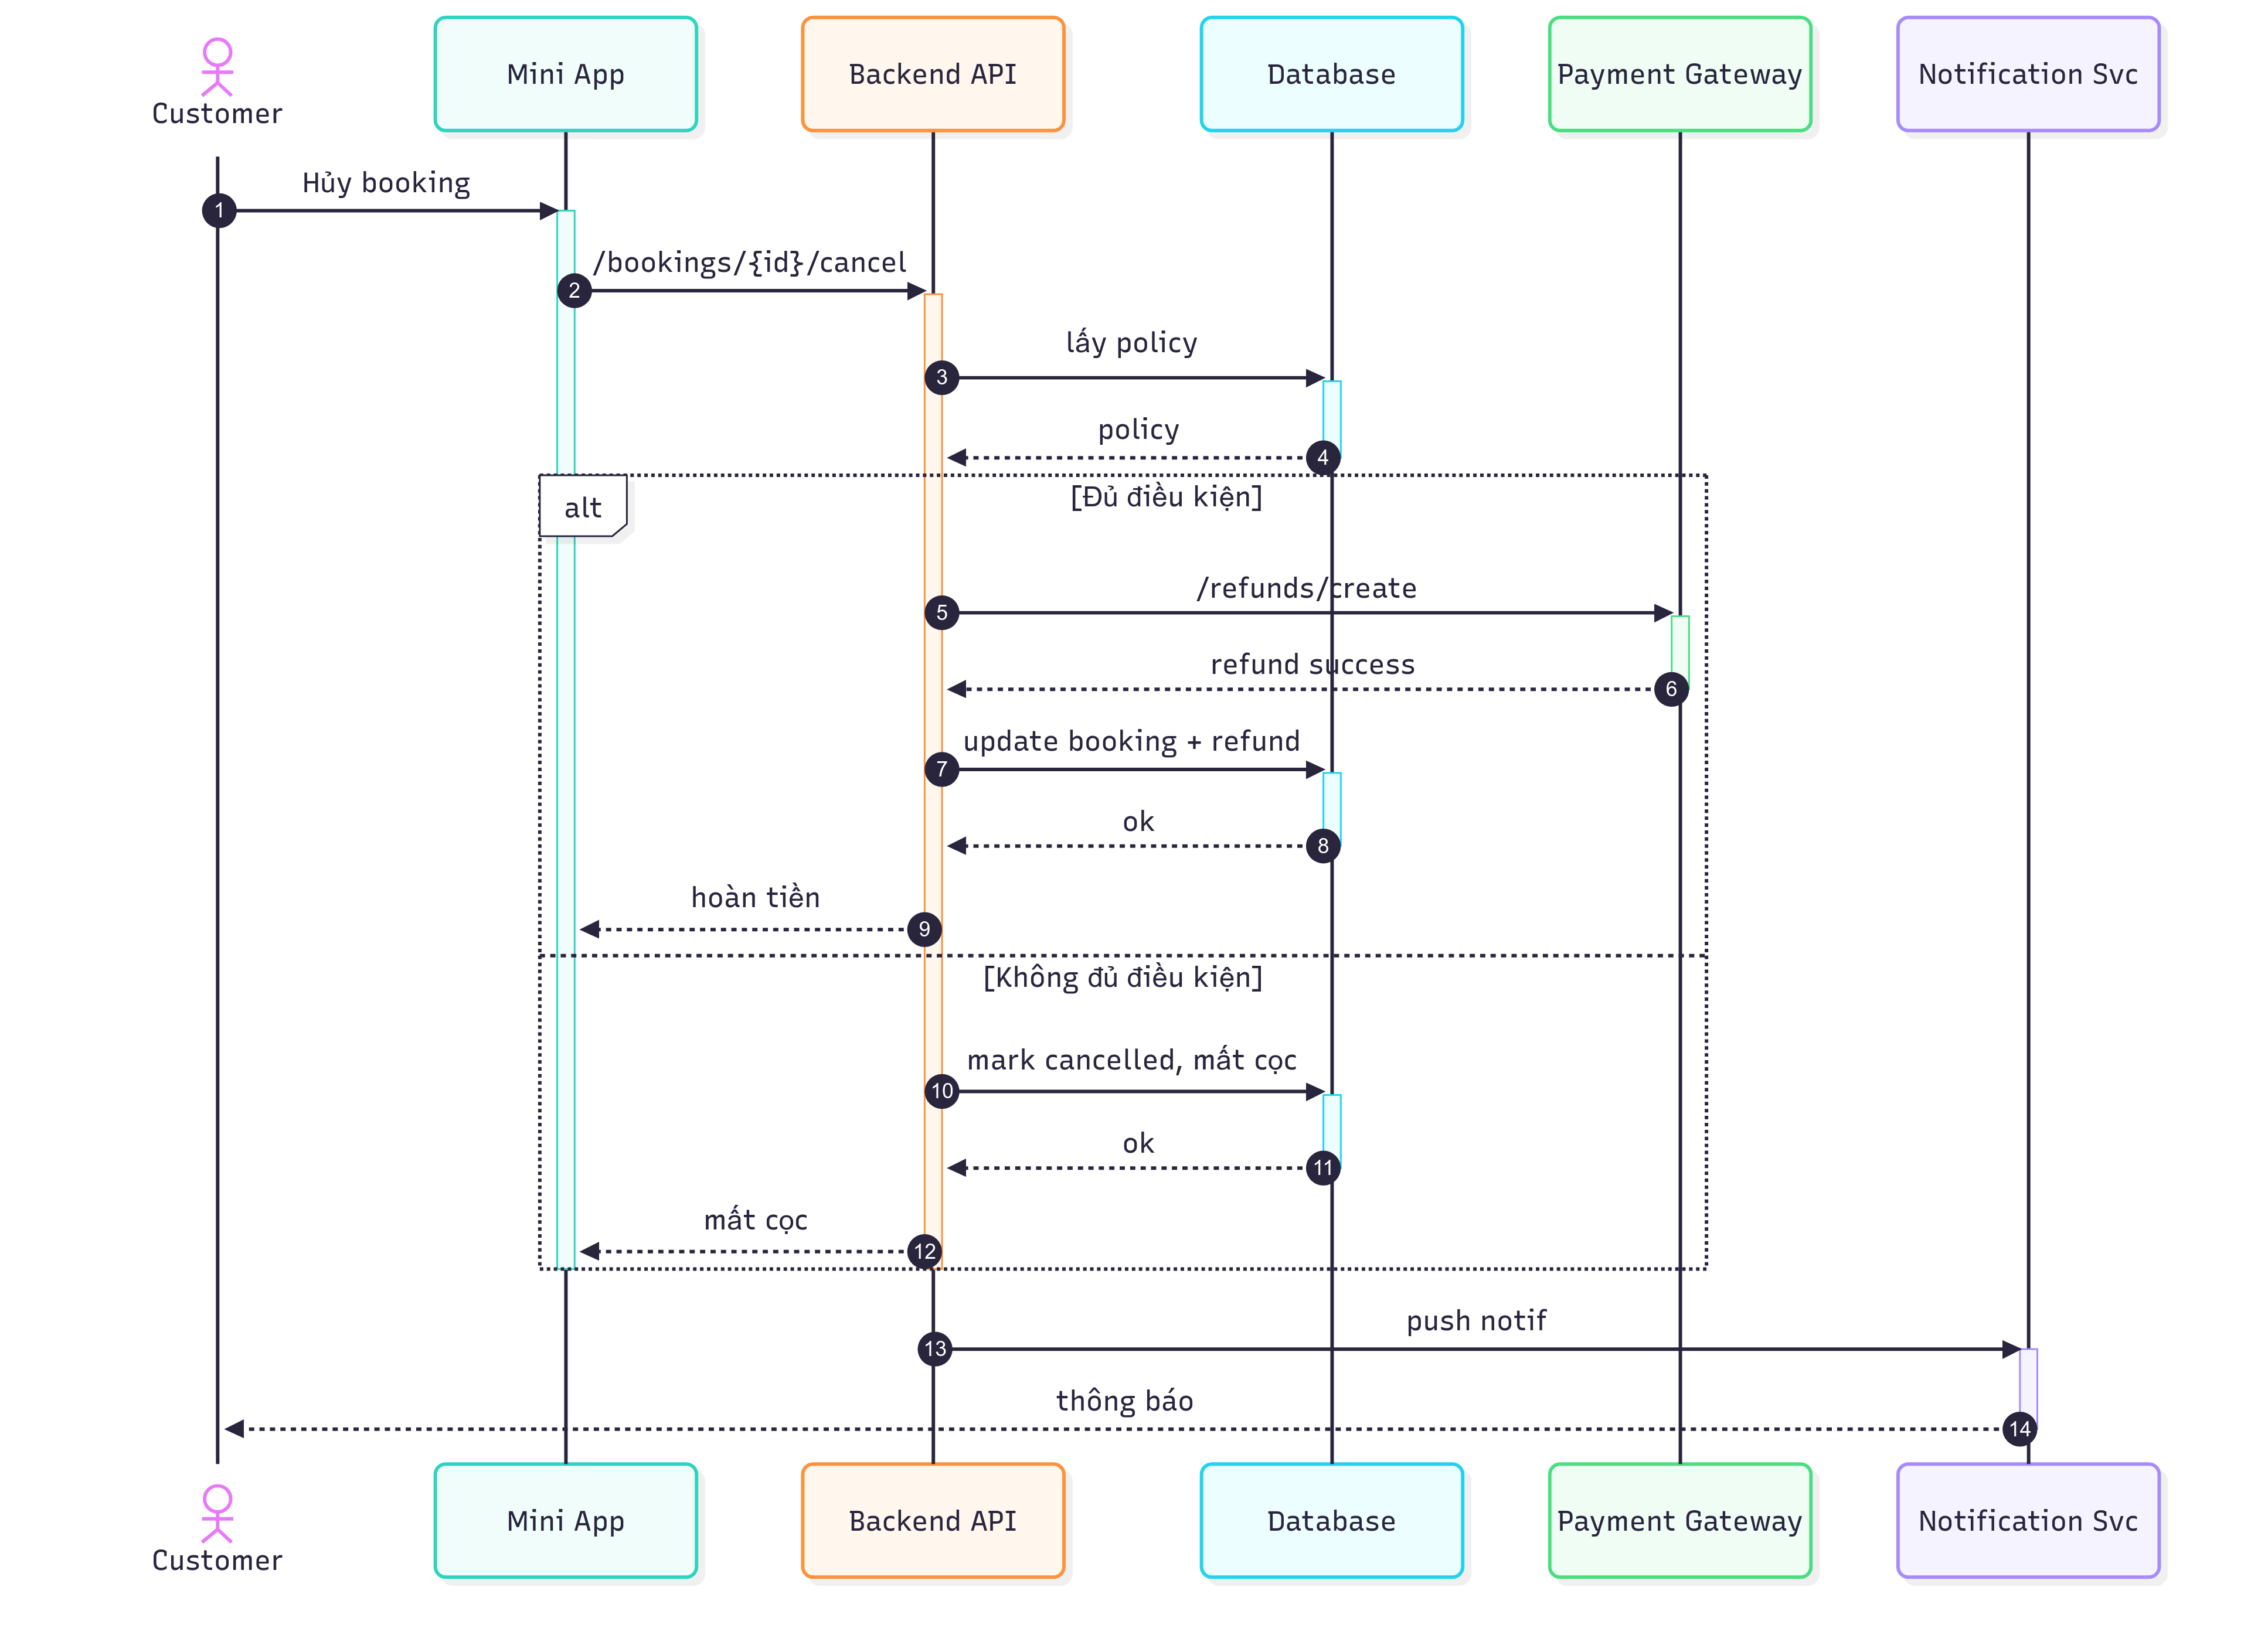 Customer
Mini App
Backend API
Database
Payment Gateway
Notification Svc
Hủy booking
1
/bookings/{id}/cancel
2
lấy policy
3
policy
4
alt
[Đủ điều kiện]
/refunds/create
5
refund success
6
update booking + refund
7
ok
8
hoàn tiền
9
[Không đủ điều kiện]
mark cancelled, mất cọc
10
ok
11
mất cọc
12
push notif
13
thông báo
14
Customer
Mini App
Backend API
Database
Payment Gateway
Notification Svc